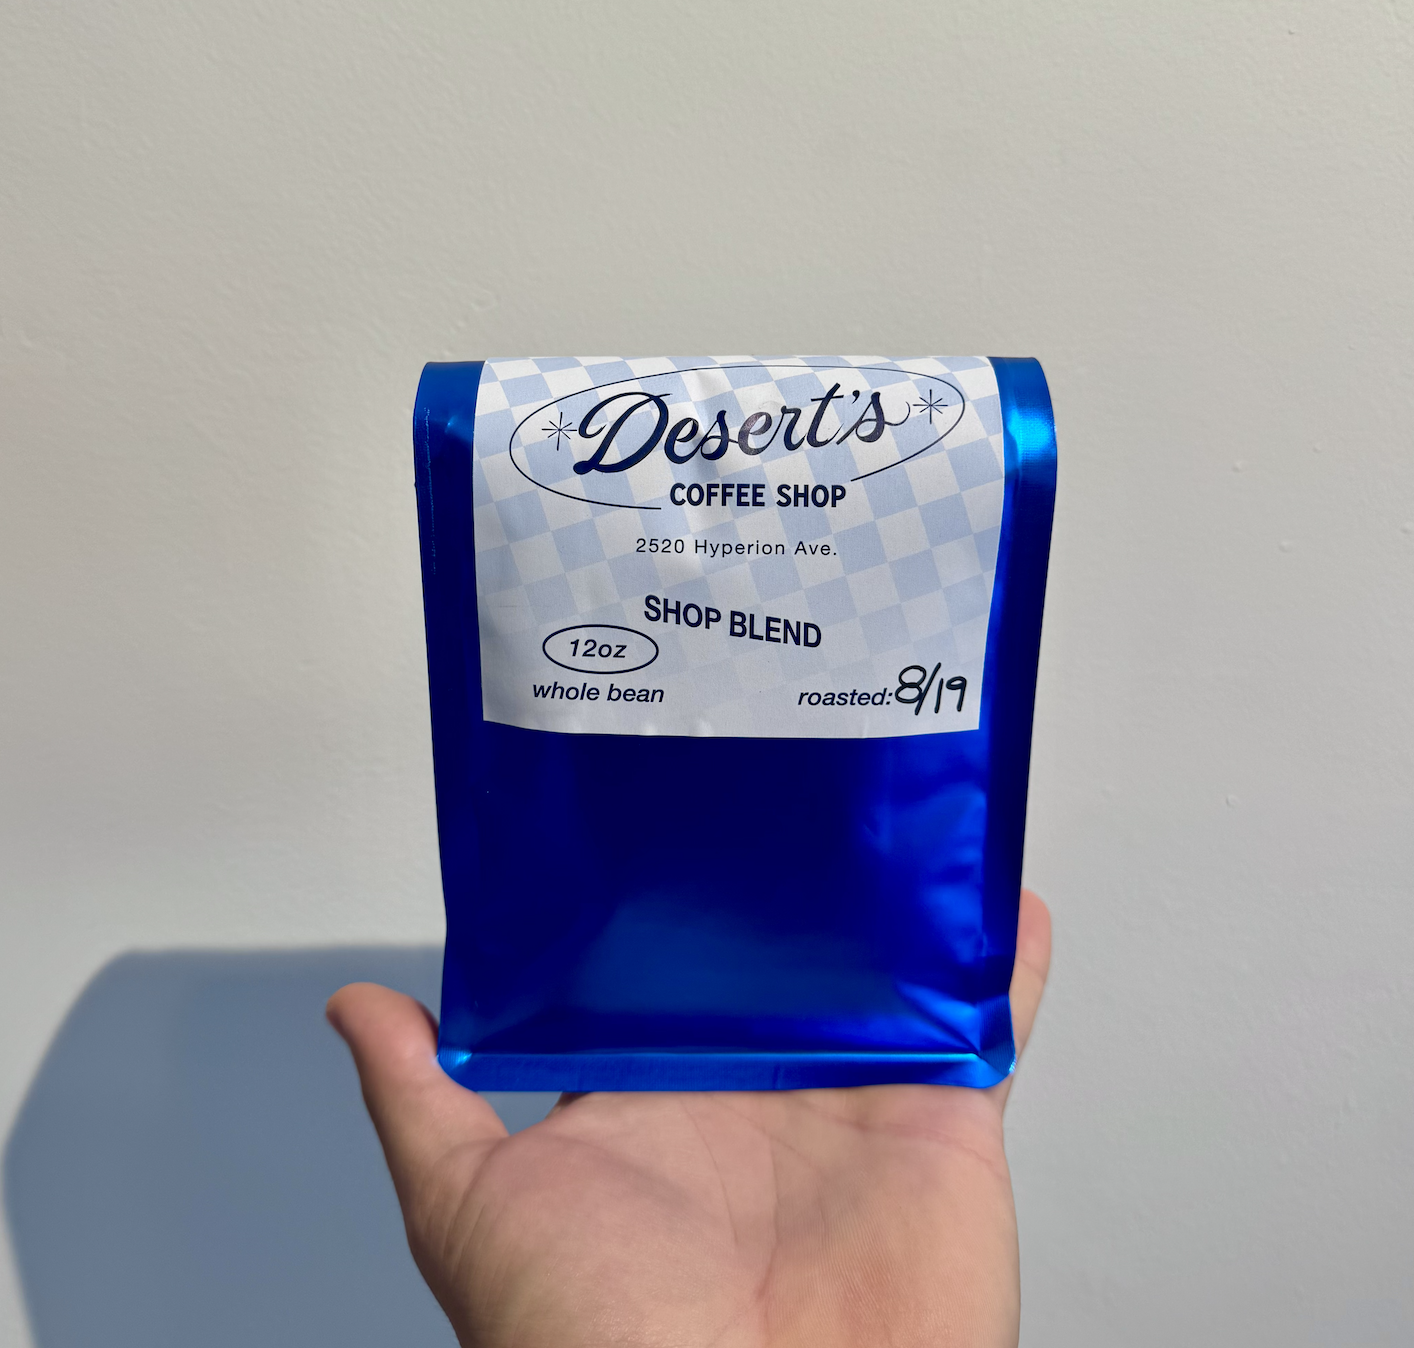 Desert's
COFFEE SHOP
2520 Hyperion Ave.
SHOP BLEND
12oz
whole bean
roasted: 8/19